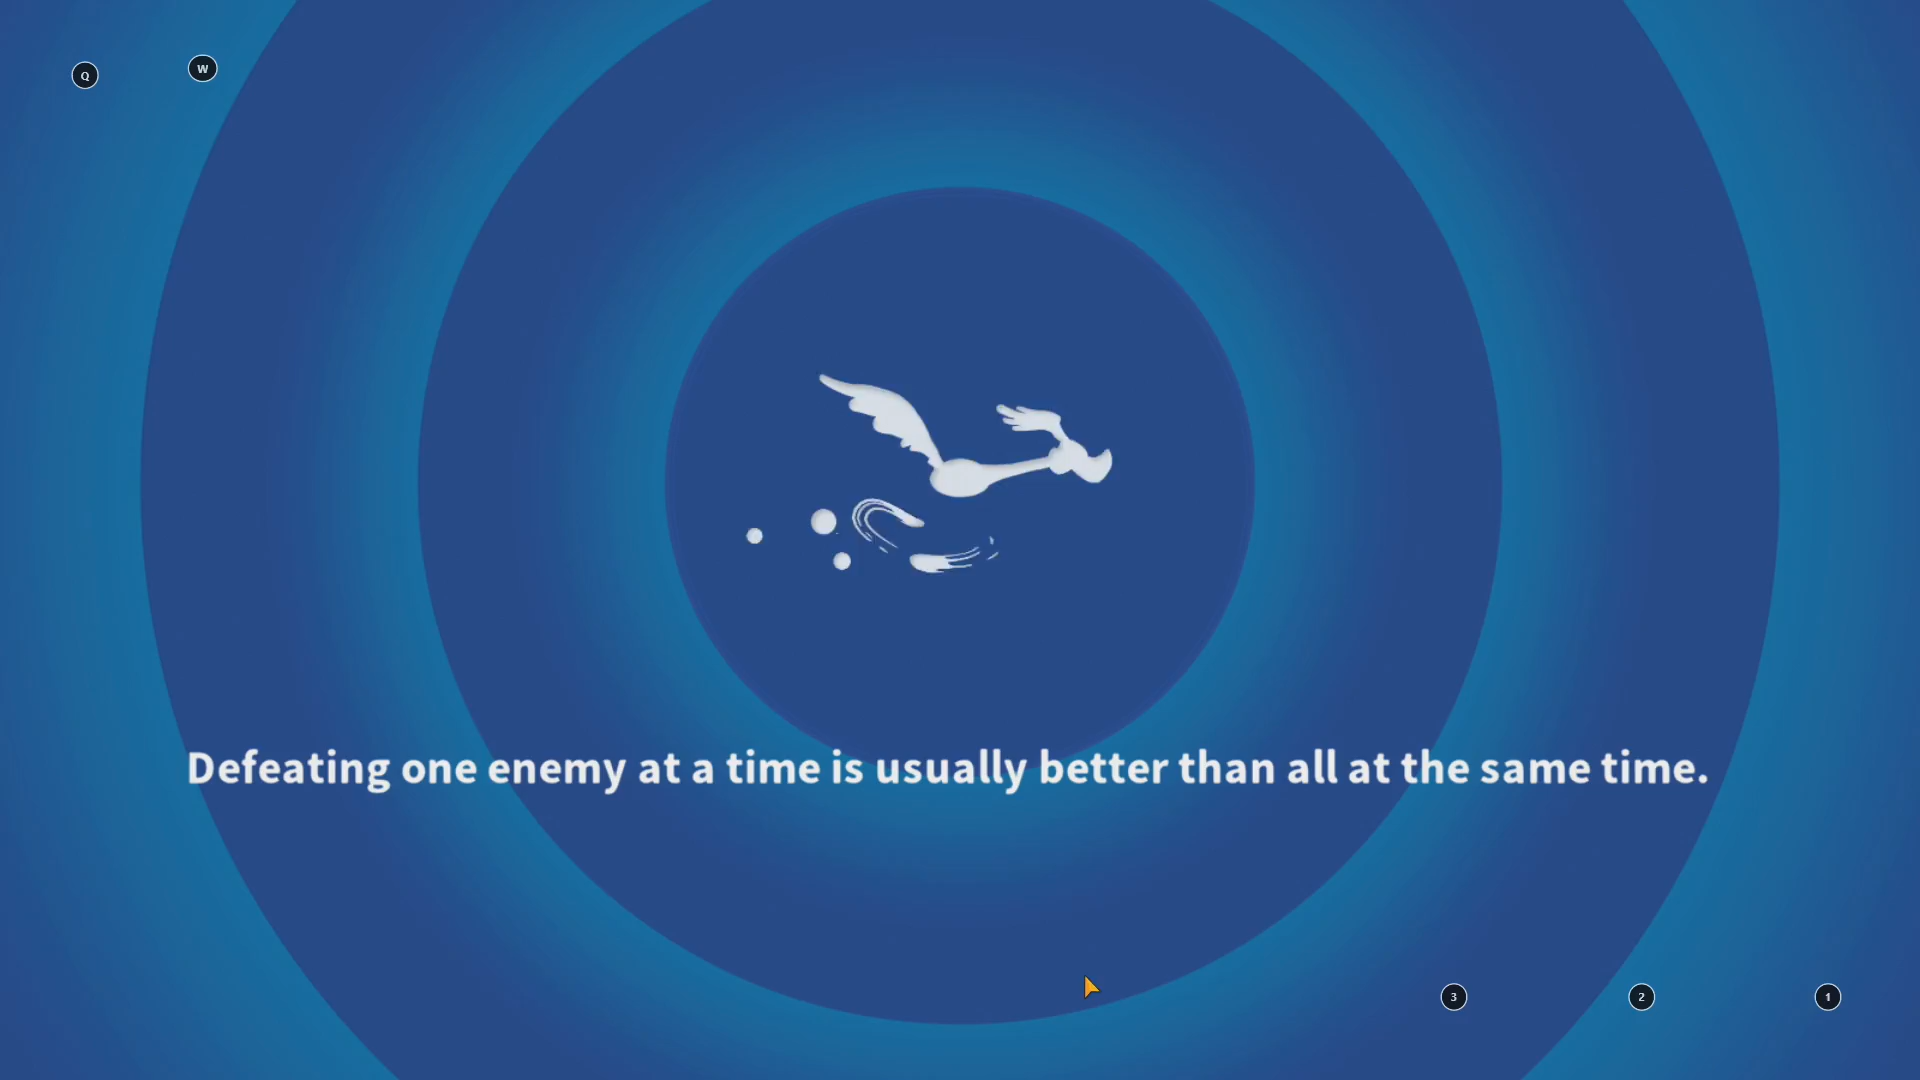 Q
W
Defeating one enemy at a time is usually better than all at the same time.
3
2
1